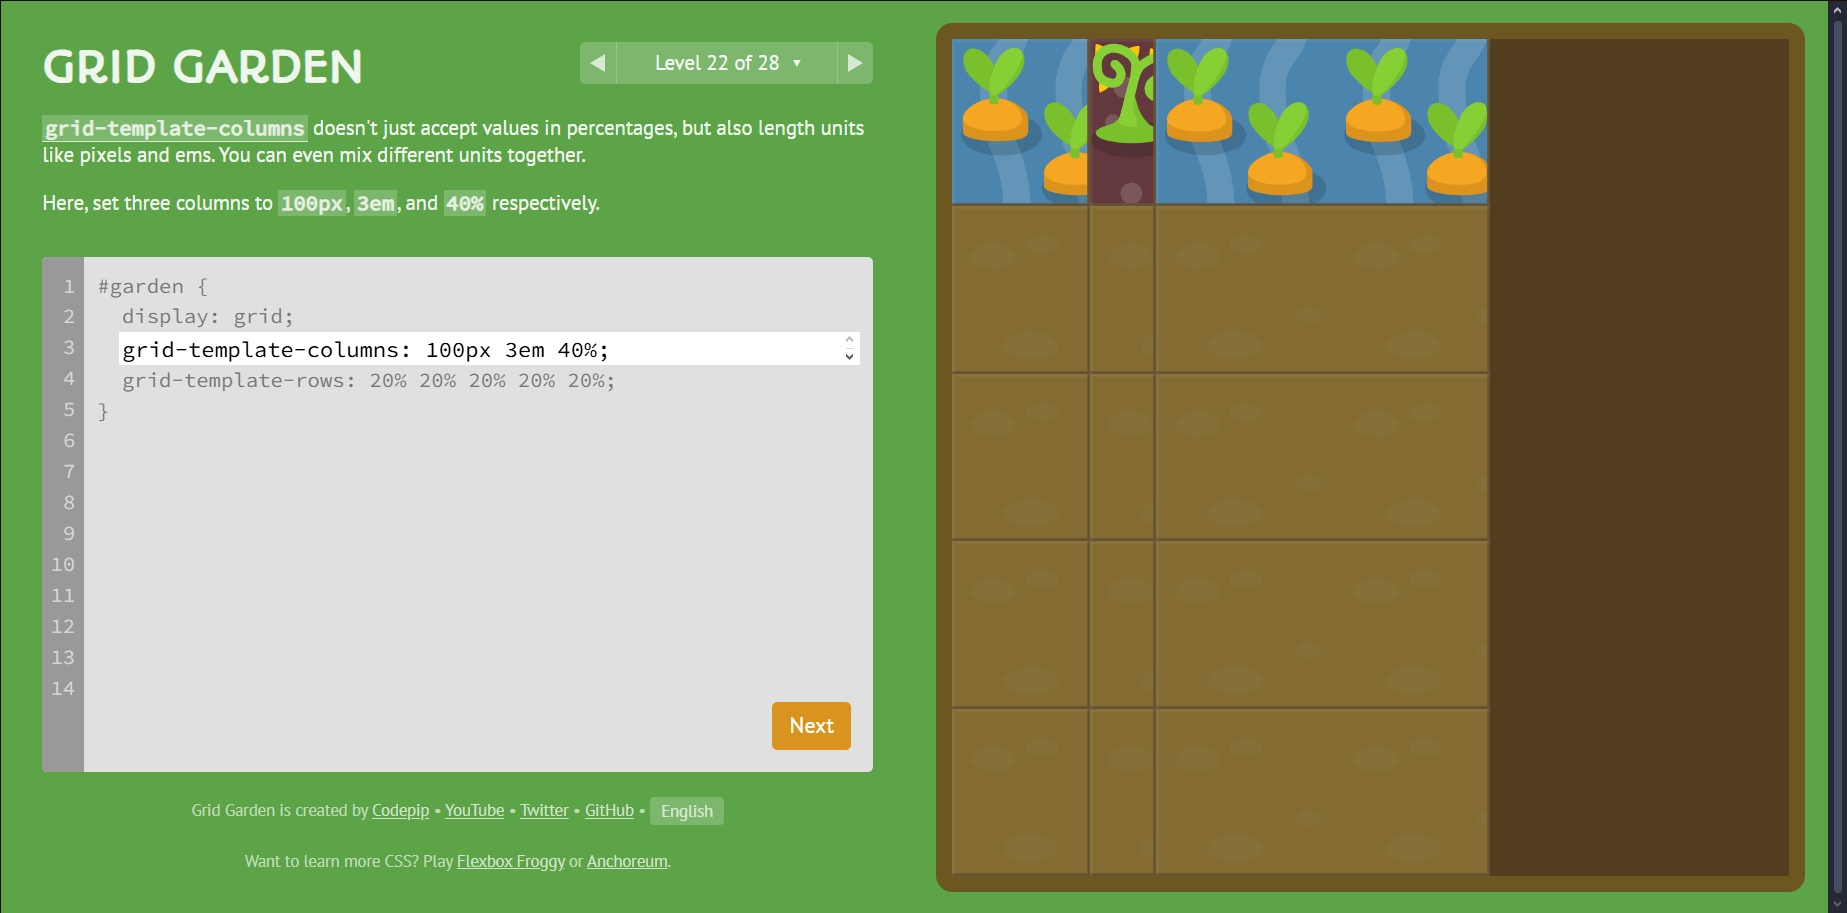 GRID GARDEN
Level 22 of 28
grid-template-columns doesn't just accept values in percentages, but also length units
like pixels and ems. You can even mix different units together.
Here, set three columns to 100px, 3em, and 40% respectively.
1 #garden {
2 display: grid;
3 grid-template-columns: 100px 3em 40%;
4 grid-template-rows: 20% 20% 20% 20% 20%;
5 }
6
7
8
9
10
11
12
13
14
Next
Grid Garden is created by Codepip • YouTube • Twitter • GitHub • English
Want to learn more CSS? Play Flexbox Froggy or Anchoreum.